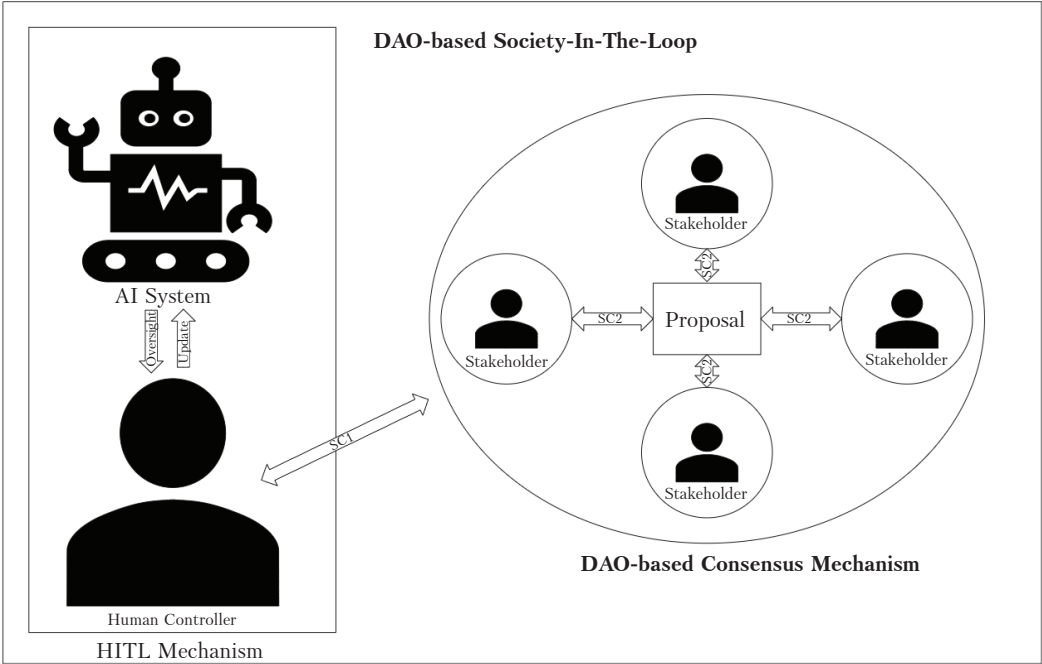 DAO-based Society-In-The-Loop
AI System
Oversight
Update
Human Controller
HITL Mechanism
SC1
Stakeholder
SC2
Stakeholder
SC2
Proposal
SC2
Stakeholder
SC2
Stakeholder
DAO-based Consensus Mechanism